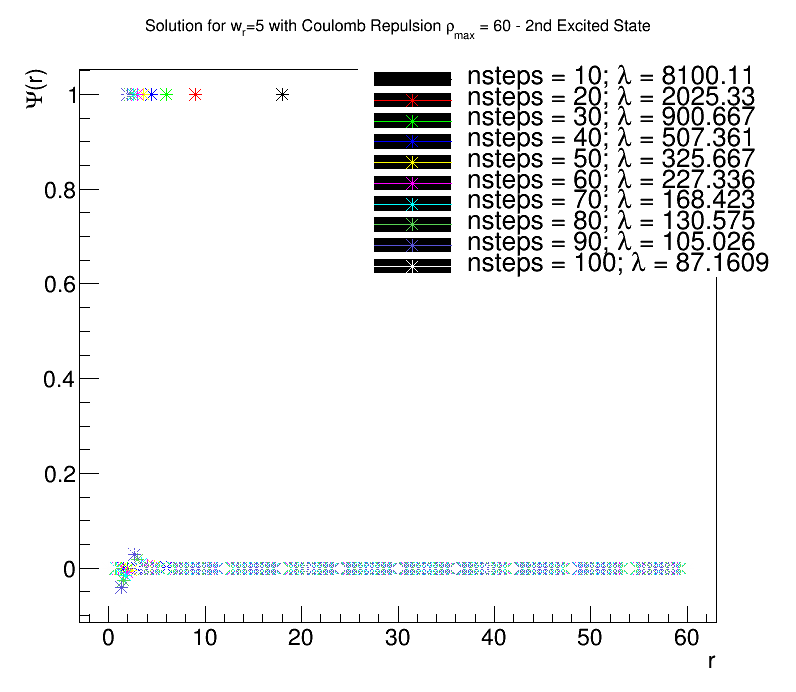 Solution for wr=5 with Coulomb Repulsion ρmax = 60 - 2nd Excited State
Ψ(r)
nsteps = 10; λ = 8100.11
nsteps = 20; λ = 2025.33
nsteps = 30; λ = 900.667
nsteps = 40; λ = 507.361
nsteps = 50; λ = 325.667
nsteps = 60; λ = 227.336
nsteps = 70; λ = 168.423
nsteps = 80; λ = 130.575
nsteps = 90; λ = 105.026
nsteps = 100; λ = 87.1609
1
0.8
0.6
0.4
0.2
0
0 10 20 30 40 50 60
r